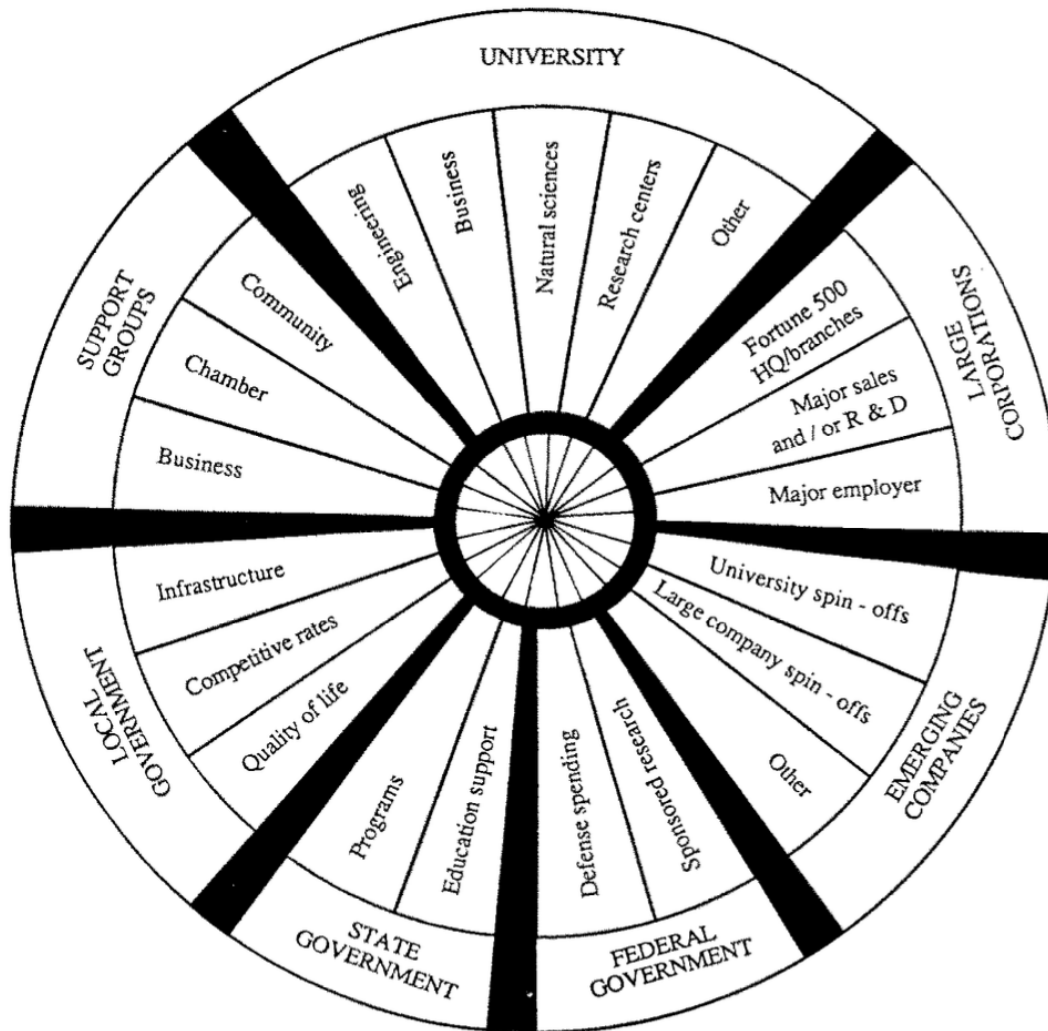 UNIVERSITY
Engineering
Business
Natural sciences
Research centers
Other
LARGE
CORPORATIONS
Fortune 500
HQ/branches
Major sales
and / or R & D
Major employer
EMERGING
COMPANIES
University spin - offs
Large company spin - offs
Other
FEDERAL
GOVERNMENT
Sponsored research
Defense spending
STATE
GOVERNMENT
Education support
Programs
LOCAL
GOVERNMENT
Quality of life
Competitive rates
Infrastructure
SUPPORT
GROUPS
Business
Chamber
Community